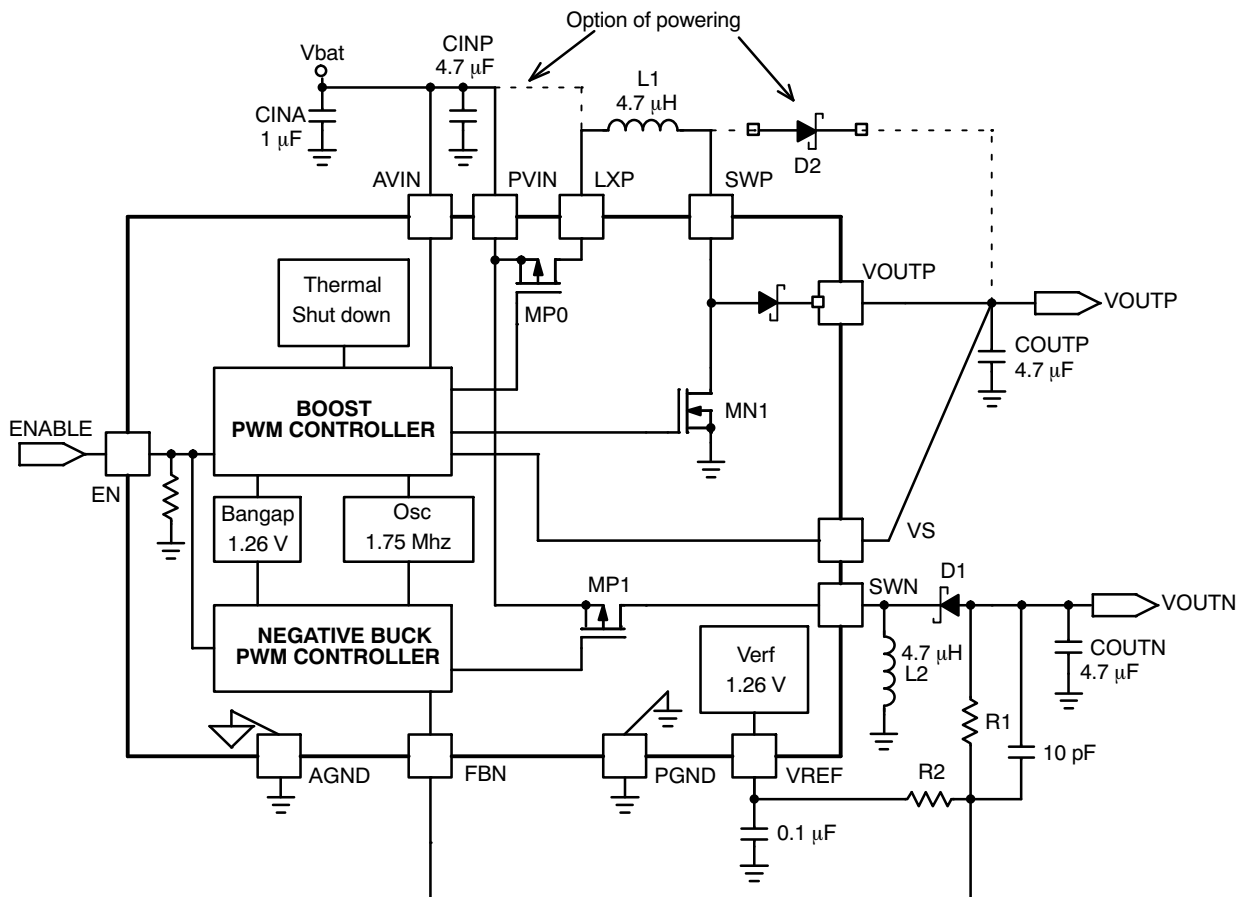 Option of powering
Vbat
CINP
4.7 μF
CINA
1 μF
L1
4.7 μH
D2
AVIN
PVIN
LXP
SWP
VOUTP
VOUTP
Thermal
Shut down
MP0
COUTP
4.7 μF
BOOST
PWM CONTROLLER
MN1
ENABLE
EN
Bangap
1.26 V
Osc
1.75 Mhz
VS
MP1
SWN
D1
VOUTN
NEGATIVE BUCK
PWM CONTROLLER
Verf
1.26 V
4.7 μH
L2
COUTN
4.7 μF
R1
10 pF
AGND
FBN
PGND
VREF
R2
0.1 μF